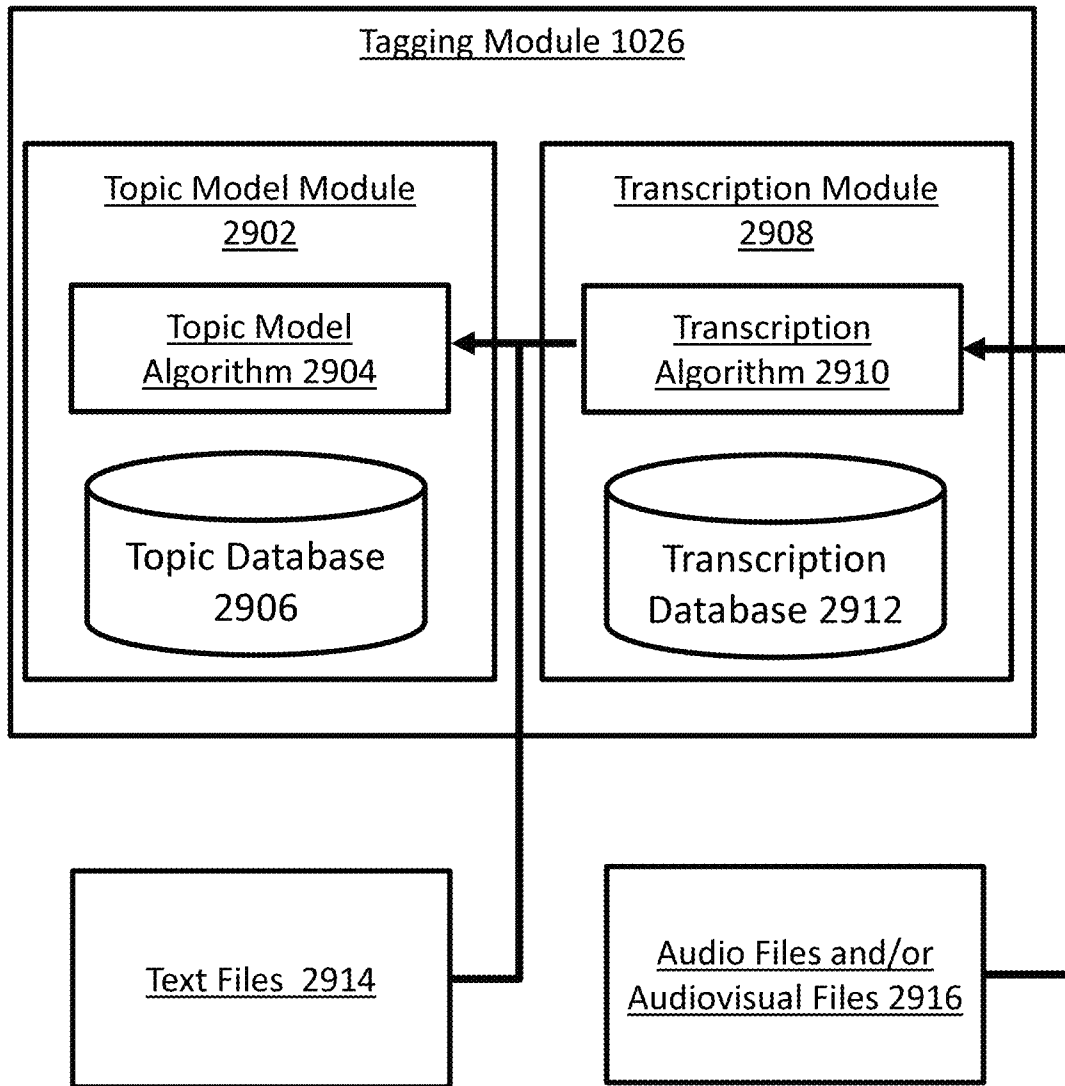 Tagging Module 1026
Topic Model Module
2902
Topic Model
Algorithm 2904
Topic Database
2906
Transcription Module
2908
Transcription
Algorithm 2910
Transcription
Database 2912
Text Files 2914
Audio Files and/or
Audiovisual Files 2916